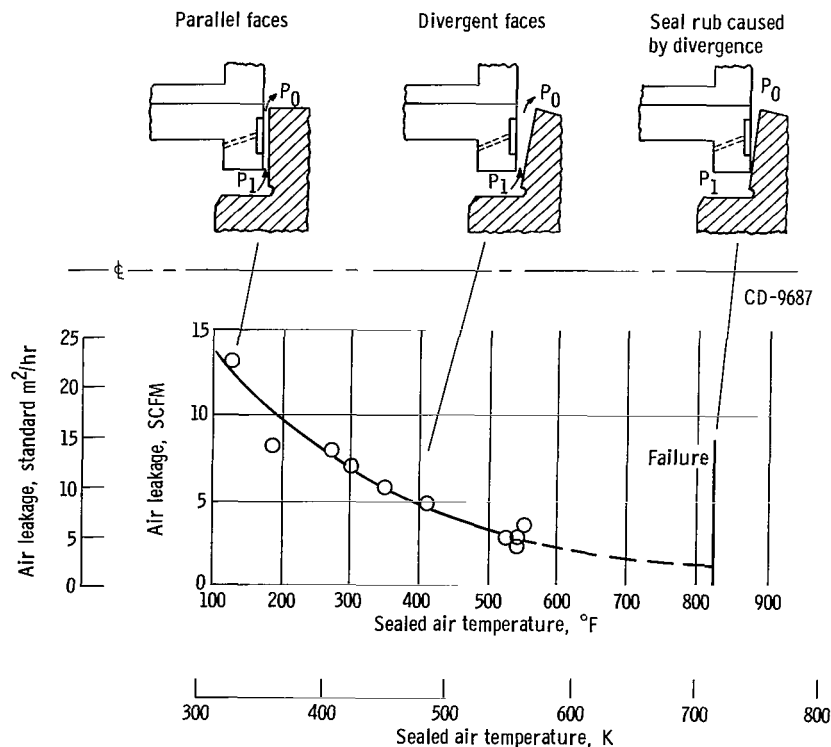 Parallel faces
Divergent faces
Seal rub caused
by divergence
P0
P1
P0
P1
P0
P1
℄
CD-9687
Air leakage, standard m²/hr
25
20
15
10
5
0
Air leakage, SCFM
15
10
5
0
Failure
100 200 300 400 500 600 700 800 900
Sealed air temperature, °F
300 400 500 600 700 800
Sealed air temperature, K